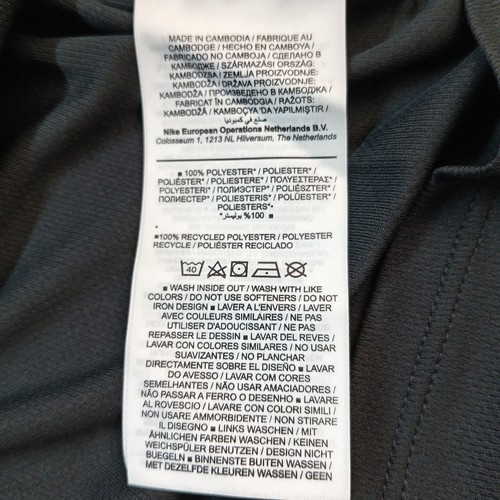 MADE IN CAMBODIA / FABRIQUE AU
CAMBODGE / HECHO EN CAMBOYA /
FABRICADO NO CAMBOJA / СДЕЛАНО В
КАМБОДЖЕ / SZÁRMAZÁSI ORSZÁG:
KAMBODZSA / ZEMLJA PROIZVODNJE:
KAMBODŽA / DRŽAVA PROIZVODNJE:
KAMBODŽA / ПРОИЗВЕДЕНО В КАМБОДЖА /
FABRICAT ÎN CAMBODGIA / RAŽOTS:
KAMBODŽĀ / KAMBOÇYA'DA YAPILMIŞTIR /
صنع في كمبوديا
Nike European Operations Netherlands B.V.
Colosseum 1, 1213 NL Hilversum, The Netherlands
■ 100% POLYESTER* / POLIESTER* /
POLIÉSTER* / POLIESTERE* / ΠΟΛΥΕΣΤΕΡΑΣ* /
POLYESTERI* / ПОЛИЭСТЕР* / POLIÉSZTER* /
ПОЛИЕСТЕР* / POLIESTERIS* / POLÜESTER* /
POLIESTERS*▪
■ 100% بوليستر*
*
■100% RECYCLED POLYESTER / POLYESTER
RECYCLE / POLIÉSTER RECICLADO
40
■ WASH INSIDE OUT / WASH WITH LIKE
COLORS / DO NOT USE SOFTENERS / DO NOT
IRON DESIGN ■ LAVER A L'ENVERS / LAVER
AVEC COULEURS SIMILAIRES / NE PAS
UTILISER D'ADOUCISSANT / NE PAS
REPASSER LE DESSIN ■ LAVAR DEL REVES /
LAVAR CON COLORES SIMILARES / NO USAR
SUAVIZANTES / NO PLANCHAR
DIRECTAMENTE SOBRE EL DISEÑO ■ LAVAR
DO AVESSO / LAVAR COM CORES
SEMELHANTES / NÃO USAR AMACIADORES /
NÃO PASSAR A FERRO O DESENHO ■ LAVARE
AL ROVESCIO / LAVARE CON COLORI SIMILI /
NON USARE AMMORBIDENTE / NON STIRARE
IL DISEGNO ■ LINKS WASCHEN / MIT
ÄHNLICHEN FARBEN WASCHEN / KEINEN
WEICHSPÜLER BENUTZEN / DESIGN NICHT
BUEGELN ■ BINNENSTE BUITEN WASSEN /
MET DEZELFDE KLEUREN WASSEN / GEEN